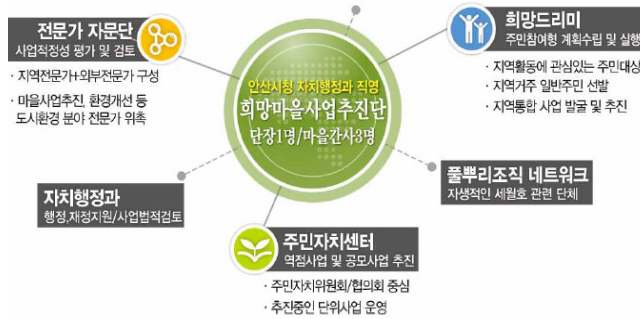 전문가 자문단
사업적정성 평가 및 검토
· 지역전문가+외부전문가 구성
· 마을사업추진, 환경개선 등
도시환경 분야 전문가 위촉
희망드리미
주민참여형 계획수립 및 실행
· 지역활동에 관심있는 주민대상
· 지역거주 일반주민 선발
· 지역통합 사업 발굴 및 추진
안산시청 자치행정과 직영
희망마을사업추진단
단장1명/마을간사3명
자치행정과
행정,재정지원/사업법적검토
풀뿌리조직 네트워크
자생적인 세월호 관련 단체
주민자치센터
역점사업 및 공모사업 추진
· 주민자치위원회/협의회 중심
· 추진중인 단위사업 운영